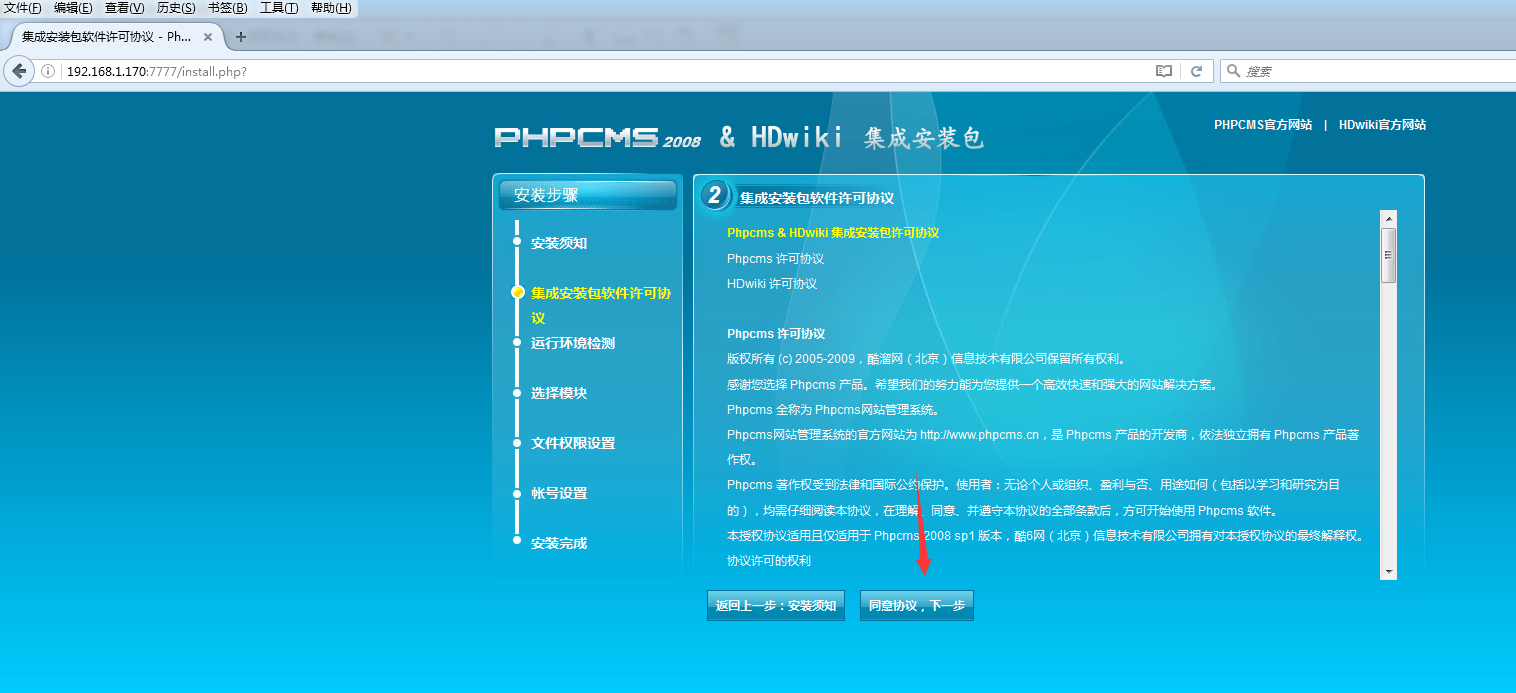 文件(F) 编辑(E) 查看(V) 历史(S) 书签(B) 工具(T) 帮助(H)
集成安装包软件许可协议 - Ph... × +
192.168.1.170:7777/install.php?
搜索
PHPCMS 2008 & HDwiki 集成安装包
PHPCMS官方网站 | HDwiki官方网站
安装步骤
安装须知
集成安装包软件许可协
议
运行环境检测
选择模块
文件权限设置
帐号设置
安装完成
2 集成安装包软件许可协议
Phpcms & HDwiki 集成安装包许可协议
Phpcms 许可协议
HDwiki 许可协议
Phpcms 许可协议
版权所有 (c) 2005-2009，酷溜网（北京）信息技术有限公司保留所有权利。
感谢您选择 Phpcms 产品。希望我们的努力能为您提供一个高效快速和强大的网站解决方案。
Phpcms 全称为 Phpcms网站管理系统。
Phpcms网站管理系统的官方网站为 http://www.phpcms.cn，是 Phpcms 产品的开发商，依法独立拥有 Phpcms 产品著
作权。
Phpcms 著作权受到法律和国际公约保护。使用者：无论个人或组织、盈利与否、用途如何（包括以学习和研究为目
的），均需仔细阅读本协议，在理解、同意、并遵守本协议的全部条款后，方可开始使用 Phpcms 软件。
本授权协议适用且仅适用于 Phpcms 2008 sp1 版本，酷6网（北京）信息技术有限公司拥有对本授权协议的最终解释权。
协议许可的权利
返回上一步：安装须知
同意协议，下一步